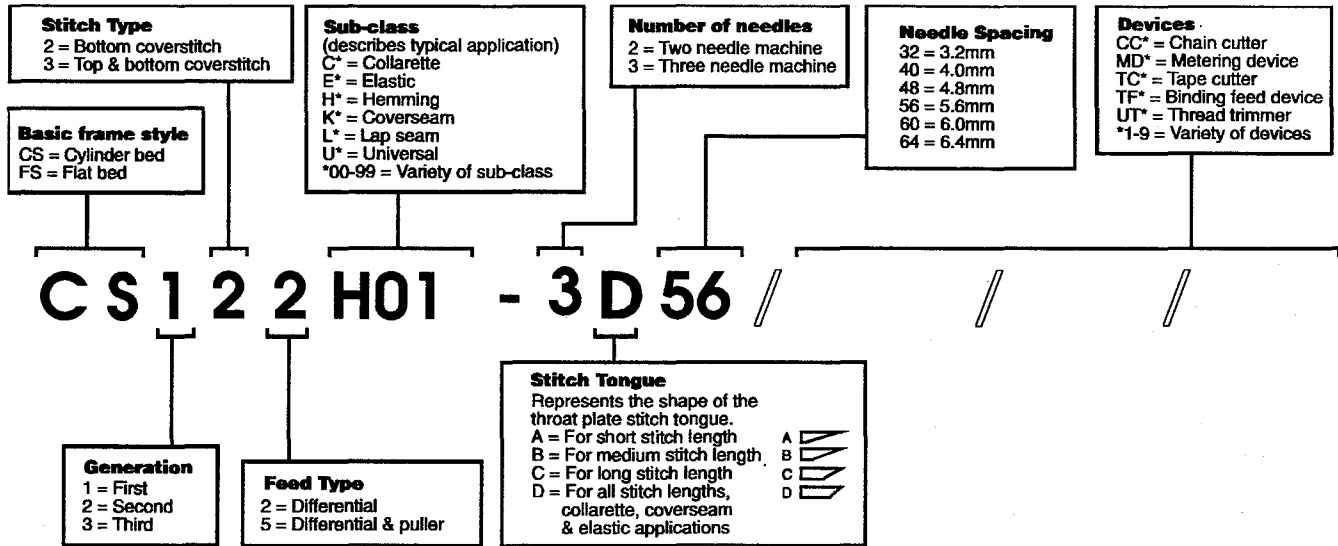 Stitch Type
2 = Bottom coverstitch
3 = Top & bottom coverstitch
Basic frame style
CS = Cylinder bed
FS = Flat bed
Sub-class
(describes typical application)
C* = Collarette
E* = Elastic
H* = Hemming
K* = Coverseam
L* = Lap seam
U* = Universal
*00-99 = Variety of sub-class
Number of needles
2 = Two needle machine
3 = Three needle machine
Needle Spacing
32 = 3.2mm
40 = 4.0mm
48 = 4.8mm
56 = 5.6mm
60 = 6.0mm
64 = 6.4mm
Devices
CC* = Chain cutter
MD* = Metering device
TC* = Tape cutter
TF* = Binding feed device
UT* = Thread trimmer
*1-9 = Variety of devices
CS122H01 - 3D56/ / /
Generation
1 = First
2 = Second
3 = Third
Feed Type
2 = Differential
5 = Differential & puller
Stitch Tongue
Represents the shape of the
throat plate stitch tongue.
A = For short stitch length A
B = For medium stitch length B
C = For long stitch length C
D = For all stitch lengths, D
collarette, coverseam
& elastic applications